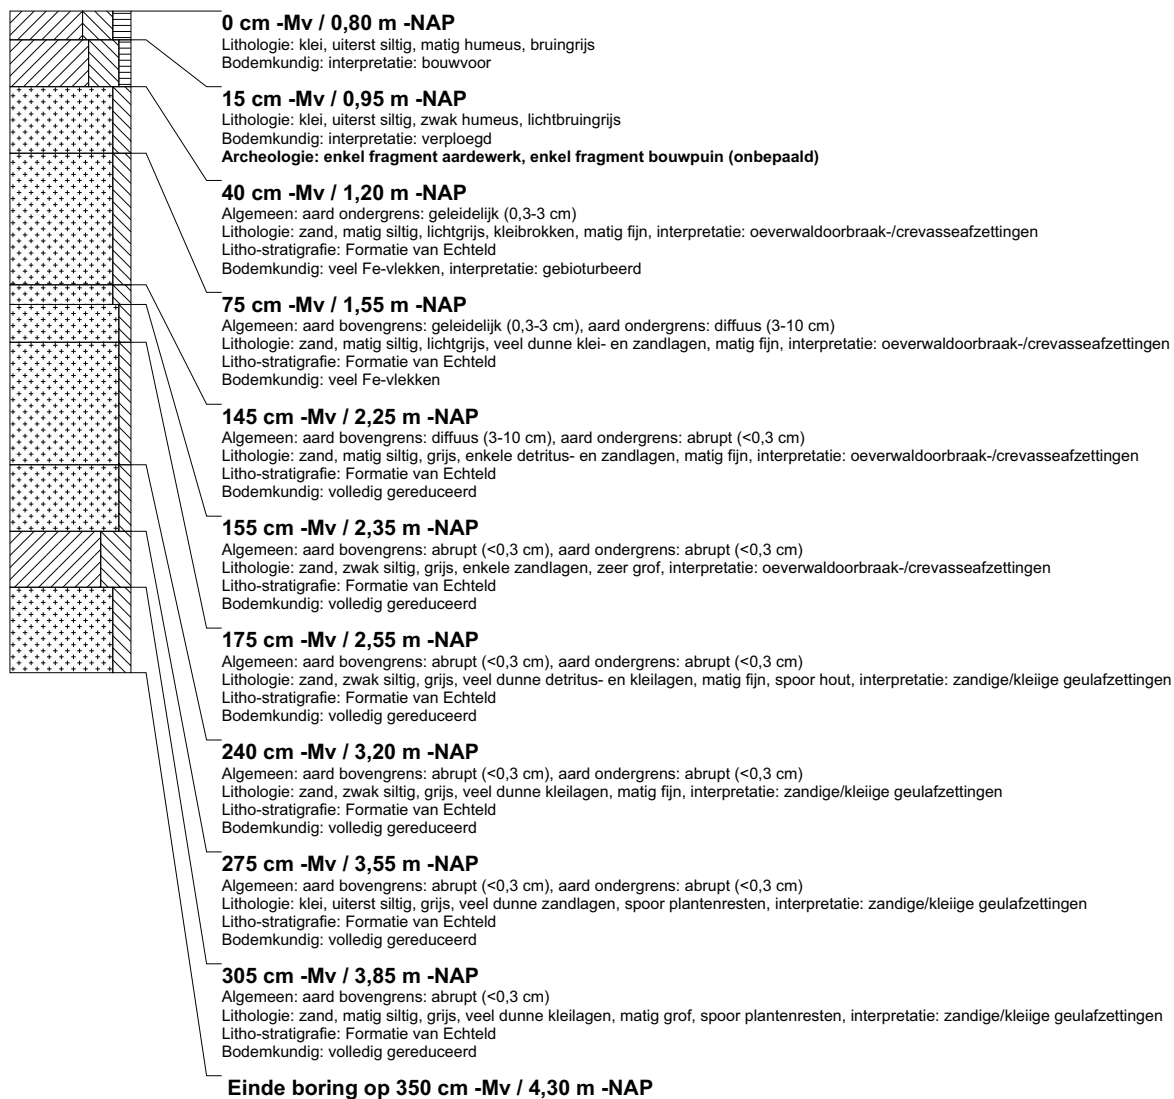 0 cm -Mv / 0,80 m -NAP
Lithologie: klei, uiterst siltig, matig humeus, bruingrijs
Bodemkundig: interpretatie: bouwvoor
15 cm -Mv / 0,95 m -NAP
Lithologie: klei, uiterst siltig, zwak humeus, lichtbruingrijs
Bodemkundig: interpretatie: verploegd
Archeologie: enkel fragment aardewerk, enkel fragment bouwpuin (onbepaald)
40 cm -Mv / 1,20 m -NAP
Algemeen: aard ondergrens: geleidelijk (0,3-3 cm)
Lithologie: zand, matig siltig, lichtgrijs, kleibrokken, matig fijn, interpretatie: oeverwaldoorbraak-/crevasseafzettingen
Litho-stratigrafie: Formatie van Echteld
Bodemkundig: veel Fe-vlekken, interpretatie: gebioturbeerd
75 cm -Mv / 1,55 m -NAP
Algemeen: aard bovengrens: geleidelijk (0,3-3 cm), aard ondergrens: diffuus (3-10 cm)
Lithologie: zand, matig siltig, lichtgrijs, veel dunne klei- en zandlagen, matig fijn, interpretatie: oeverwaldoorbraak-/crevasseafzettingen
Litho-stratigrafie: Formatie van Echteld
Bodemkundig: veel Fe-vlekken
145 cm -Mv / 2,25 m -NAP
Algemeen: aard bovengrens: diffuus (3-10 cm), aard ondergrens: abrupt (<0,3 cm)
Lithologie: zand, matig siltig, grijs, enkele detritus- en zandlagen, matig fijn, interpretatie: oeverwaldoorbraak-/crevasseafzettingen
Litho-stratigrafie: Formatie van Echteld
Bodemkundig: volledig gereduceerd
155 cm -Mv / 2,35 m -NAP
Algemeen: aard bovengrens: abrupt (<0,3 cm), aard ondergrens: abrupt (<0,3 cm)
Lithologie: zand, zwak siltig, grijs, enkele zandlagen, zeer grof, interpretatie: oeverwaldoorbraak-/crevasseafzettingen
Litho-stratigrafie: Formatie van Echteld
Bodemkundig: volledig gereduceerd
175 cm -Mv / 2,55 m -NAP
Algemeen: aard bovengrens: abrupt (<0,3 cm), aard ondergrens: abrupt (<0,3 cm)
Lithologie: zand, zwak siltig, grijs, veel dunne detritus- en kleilagen, matig fijn, spoor hout, interpretatie: zandige/kleiige geulafzettingen
Litho-stratigrafie: Formatie van Echteld
Bodemkundig: volledig gereduceerd
240 cm -Mv / 3,20 m -NAP
Algemeen: aard bovengrens: abrupt (<0,3 cm), aard ondergrens: abrupt (<0,3 cm)
Lithologie: zand, zwak siltig, grijs, veel dunne kleilagen, matig fijn, interpretatie: zandige/kleiige geulafzettingen
Litho-stratigrafie: Formatie van Echteld
Bodemkundig: volledig gereduceerd
275 cm -Mv / 3,55 m -NAP
Algemeen: aard bovengrens: abrupt (<0,3 cm), aard ondergrens: abrupt (<0,3 cm)
Lithologie: klei, uiterst siltig, grijs, veel dunne zandlagen, spoor plantenresten, interpretatie: zandige/kleiige geulafzettingen
Litho-stratigrafie: Formatie van Echteld
Bodemkundig: volledig gereduceerd
305 cm -Mv / 3,85 m -NAP
Algemeen: aard bovengrens: abrupt (<0,3 cm)
Lithologie: zand, matig siltig, grijs, veel dunne kleilagen, matig grof, spoor plantenresten, interpretatie: zandige/kleiige geulafzettingen
Litho-stratigrafie: Formatie van Echteld
Bodemkundig: volledig gereduceerd
Einde boring op 350 cm -Mv / 4,30 m -NAP